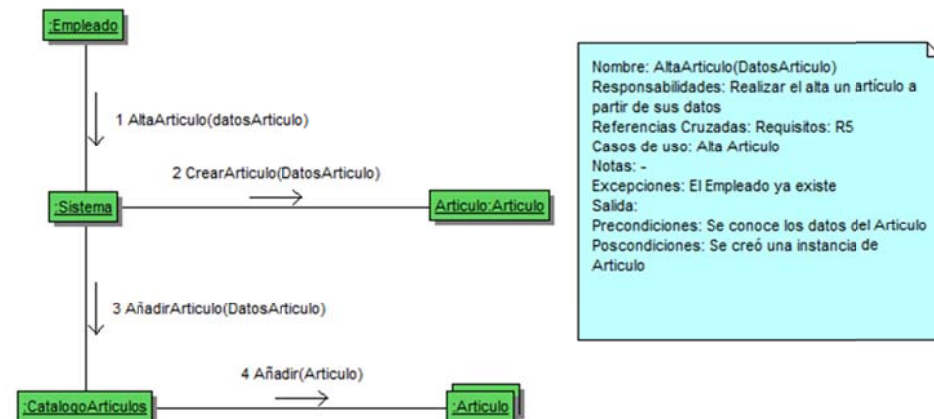 :Empleado
1 AltaArticulo(datosArticulo)
2 CrearArticulo(DatosArticulo)
:Sistema
Articulo:Articulo
3 AñadirArticulo(DatosArticulo)
4 Añadir(Articulo)
:CatalogoArticulos
:Articulo
Nombre: AltaArticulo(DatosArticulo)
Responsabilidades: Realizar el alta un artículo a
partir de sus datos
Referencias Cruzadas: Requisitos: R5
Casos de uso: Alta Articulo
Notas: -
Excepciones: El Empleado ya existe
Salida:
Precondiciones: Se conoce los datos del Articulo
Poscondiciones: Se creó una instancia de
Articulo